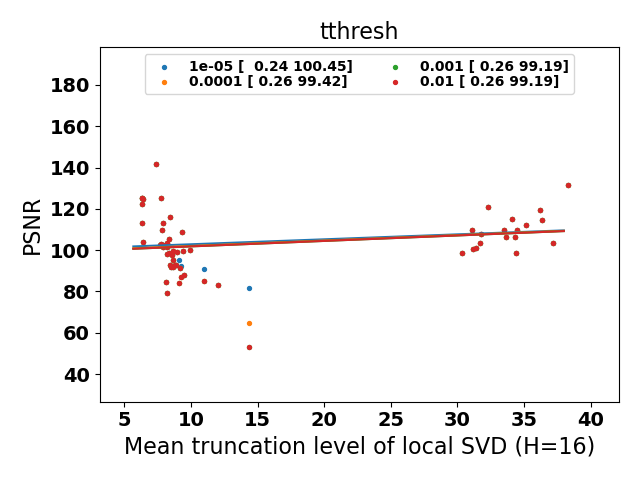 tthresh
1e-05 [  0.24 100.45]
0.0001 [ 0.26 99.42]
0.001 [ 0.26 99.19]
0.01 [ 0.26 99.19]
PSNR
180
160
140
120
100
80
60
40
5 10 15 20 25 30 35 40
Mean truncation level of local SVD (H=16)